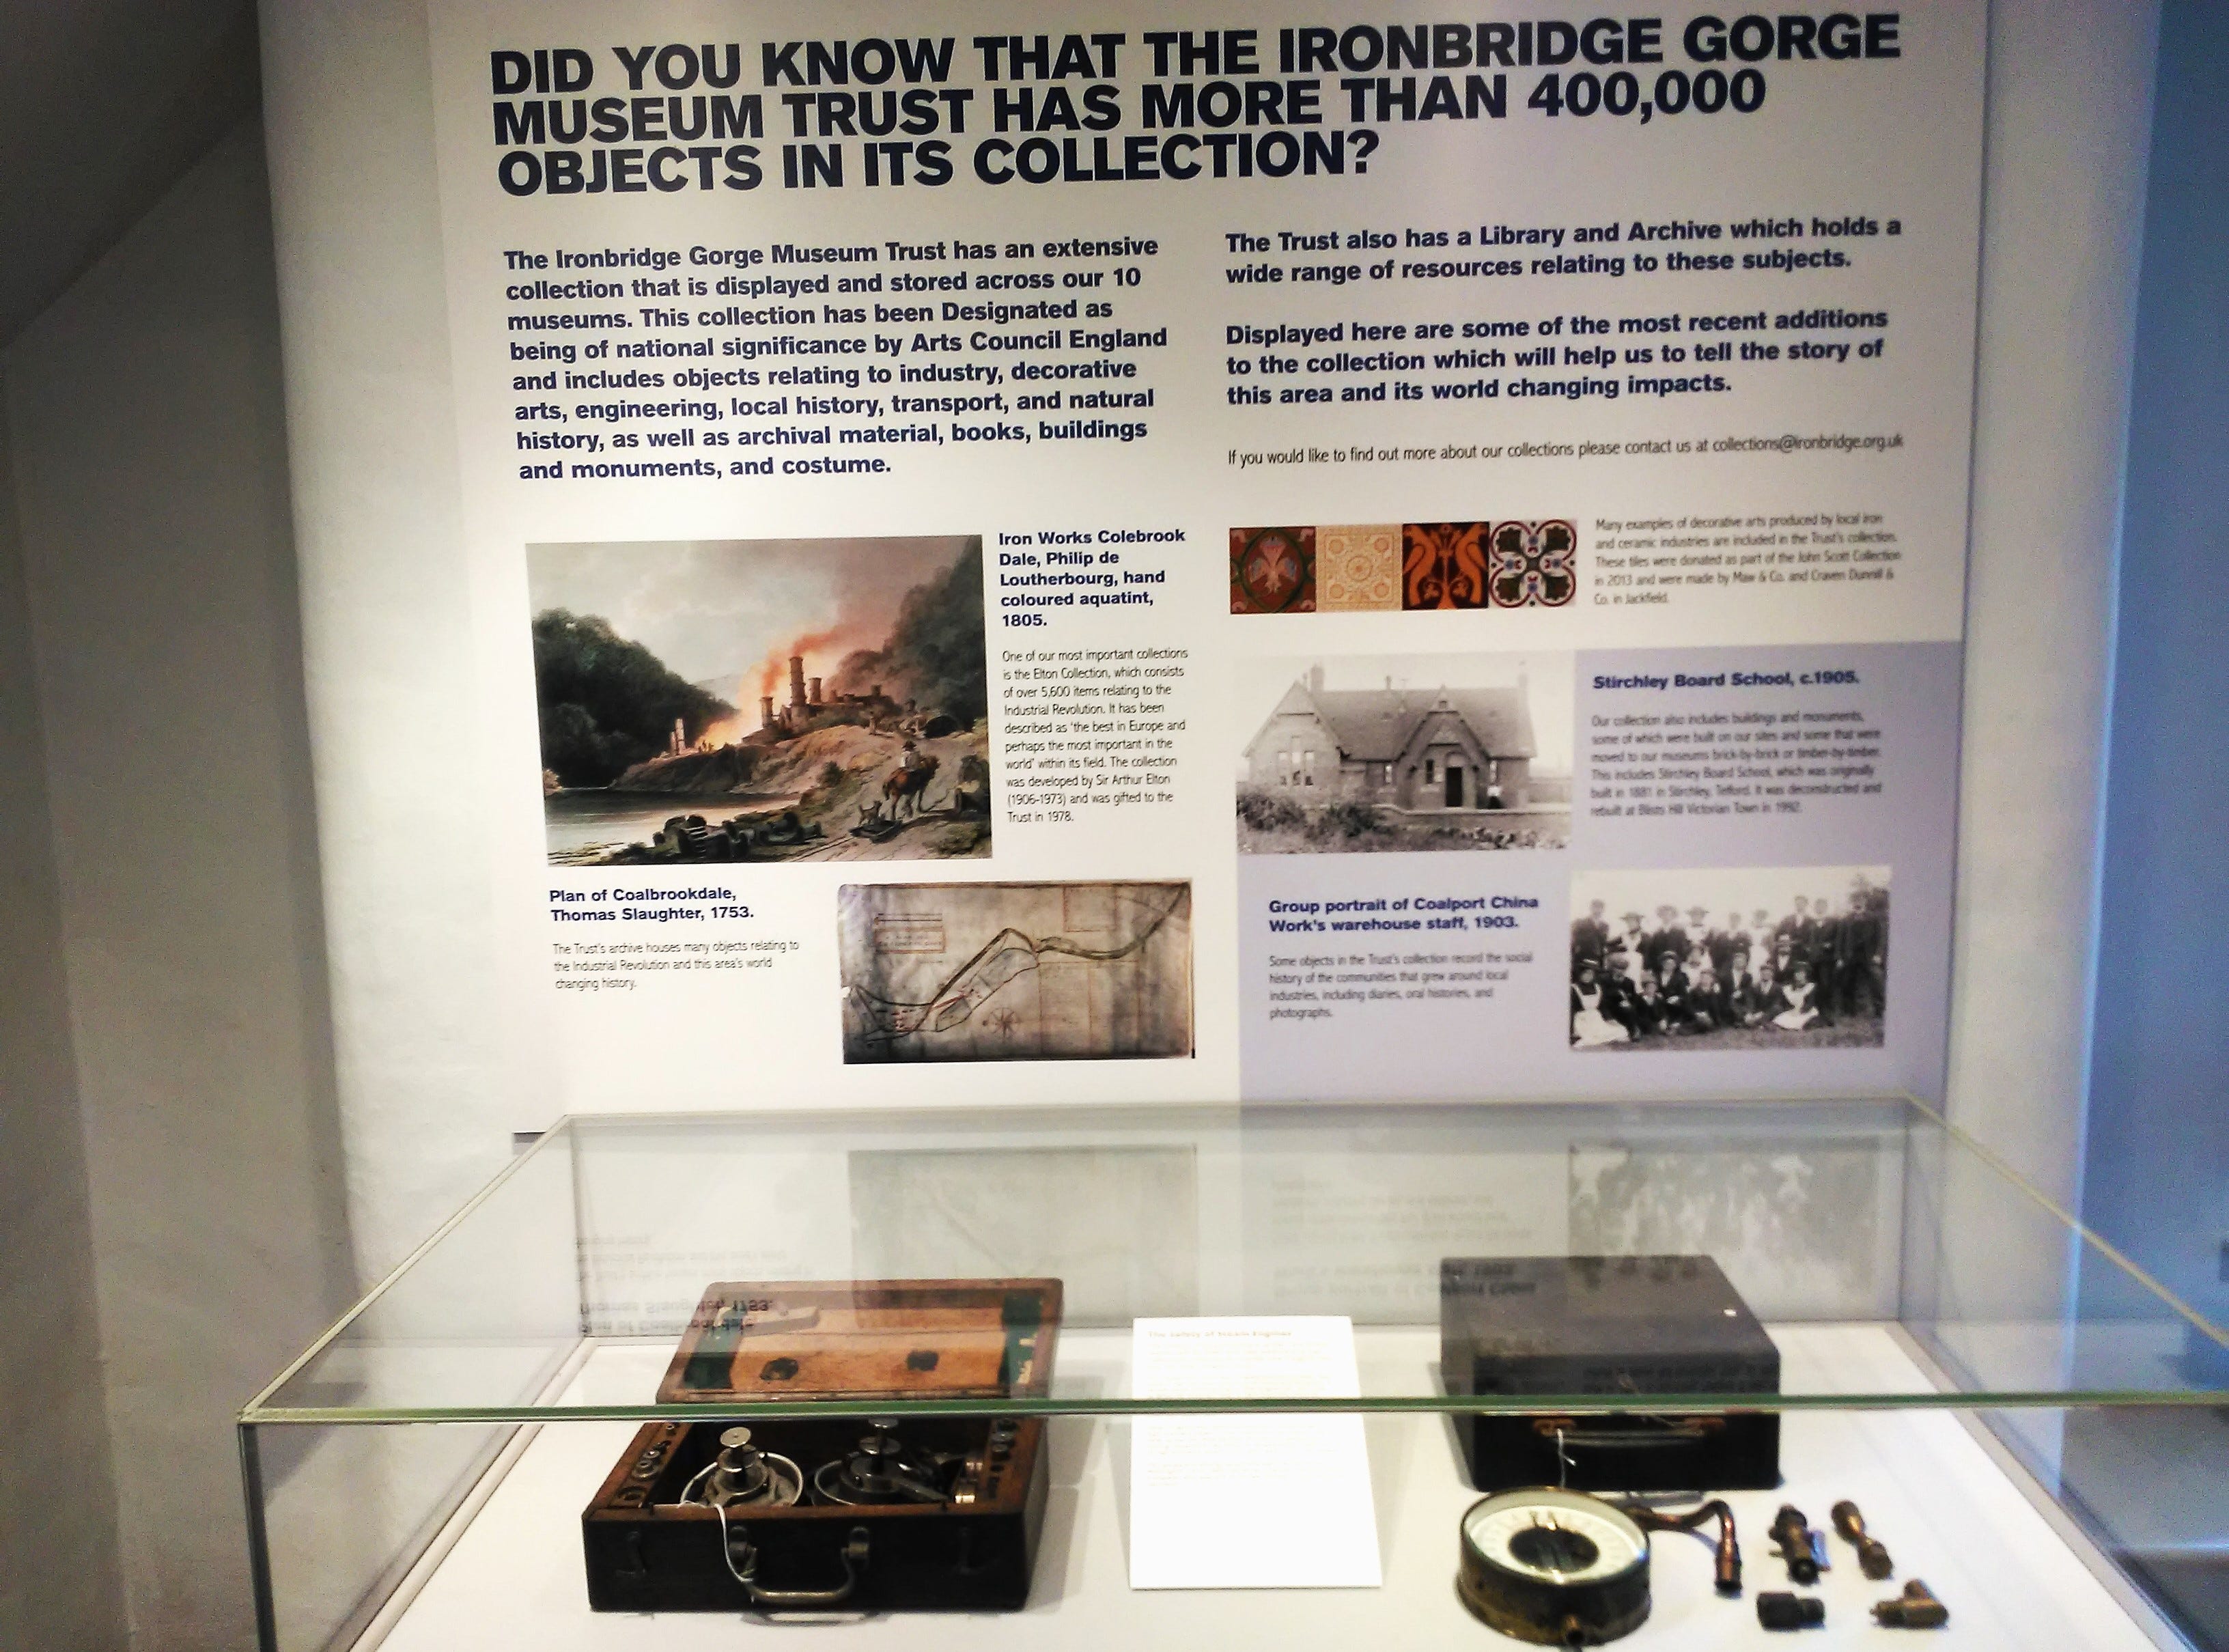 DID YOU KNOW THAT THE IRONBRIDGE GORGE
MUSEUM TRUST HAS MORE THAN 400,000
OBJECTS IN ITS COLLECTION?
The Ironbridge Gorge Museum Trust has an extensive
collection that is displayed and stored across our 10
museums. This collection has been Designated as
being of national significance by Arts Council England
and includes objects relating to industry, decorative
arts, engineering, local history, transport, and natural
history, as well as archival material, books, buildings
and monuments, and costume.
The Trust also has a Library and Archive which holds a
wide range of resources relating to these subjects.
Displayed here are some of the most recent additions
to the collection which will help us to tell the story of
this area and its world changing impacts.
If you would like to find out more about our collections please contact us at collections@ironbridge.org.uk
Iron Works Colebrook
Dale, Philip de
Loutherbourg, hand
coloured aquatint,
1805.
One of our most important collections
is the Elton Collection, which consists
of over 5,600 items relating to the
Industrial Revolution. It has been
described as 'the best in Europe and
perhaps the most important in the
world' within its field. The collection
was developed by Sir Arthur Elton
(1906-1973) and was gifted to the
Trust in 1978.
Plan of Coalbrookdale,
Thomas Slaughter, 1753.
The Trust's archive houses many objects relating to
the Industrial Revolution and this area's world
changing history.
Many examples of decorative arts produced by local iron
and ceramic industries are included in the Trust's collection.
These tiles were donated as part of the John Scott Collection
in 2013 and were made by Maw & Co. and Craven Dunnill &
Co. in Jackfield.
Stirchley Board School, c.1905.
Our collection also includes buildings and monuments,
some of which were built on our sites and some that were
moved to our museums brick-by-brick or timber-by-timber.
This includes Stirchley Board School, which was originally
built in 1881 in Stirchley, Telford. It was deconstructed and
rebuilt at Blists Hill Victorian Town in 1992.
Group portrait of Coalport China
Work's warehouse staff, 1903.
Some objects in the Trust's collection record the social
history of the communities that grew around local
industries, including diaries, oral histories, and
photographs.